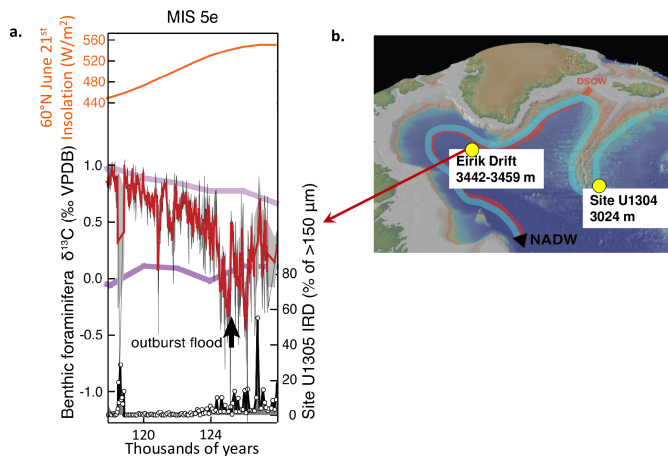 MIS 5e
a.
b.
60°N June 21st
Insolation (W/m²)
560
520
480
440
Benthic foraminifera δ¹³C (‰ VPDB)
1.0
0.5
0.0
-0.5
-1.0
outburst flood
80
60
40
20
0
Site U1305 IRD (% of >150 µm)
120
124
Thousands of years
DSOW
Eirik Drift
3442-3459 m
Site U1304
3024 m
NADW